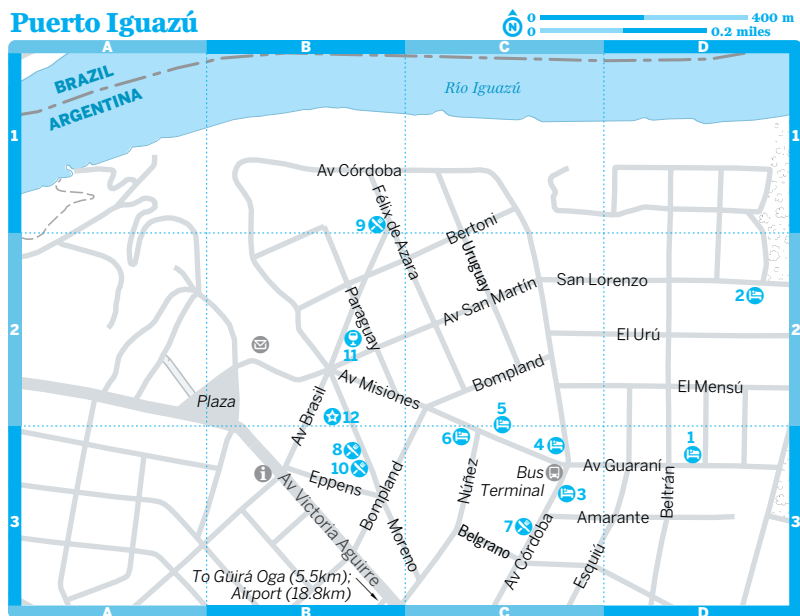 Puerto Iguazú
N
0
400 m
0
0.2 miles
A
B
C
D
BRAZIL
ARGENTINA
Río Iguazú
1
1
Av Córdoba
Félix de Azara
9
Bertoni
Uruguay
San Lorenzo
2
Av San Martín
Paraguay
2
2
El Urú
11
Bompland
Av Misiones
El Mensú
Plaza
Av Brasil
12
5
6
4
1
8
10
Eppens
Bompland
Núñez
Bus
Terminal
Av Guaraní
Beltrán
3
i
Av Victoria Aguirre
Moreno
7
Belgrano
Av Córdoba
Amarante
Esquiú
3
3
To Güirá Oga (5.5km);
Airport (18.8km)
A
B
C
D